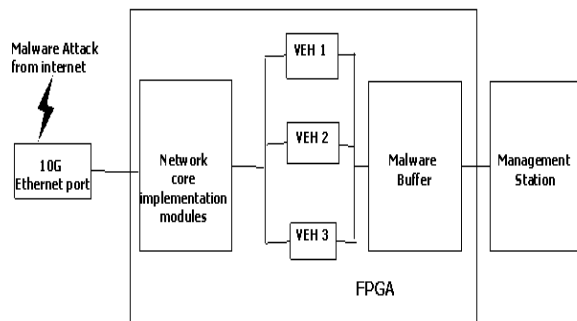 Malware Attack
from internet
10G
Ethernet port
Network
core
implementation
modules
VEH 1
VEH 2
VEH 3
Malware
Buffer
Management
Station
FPGA